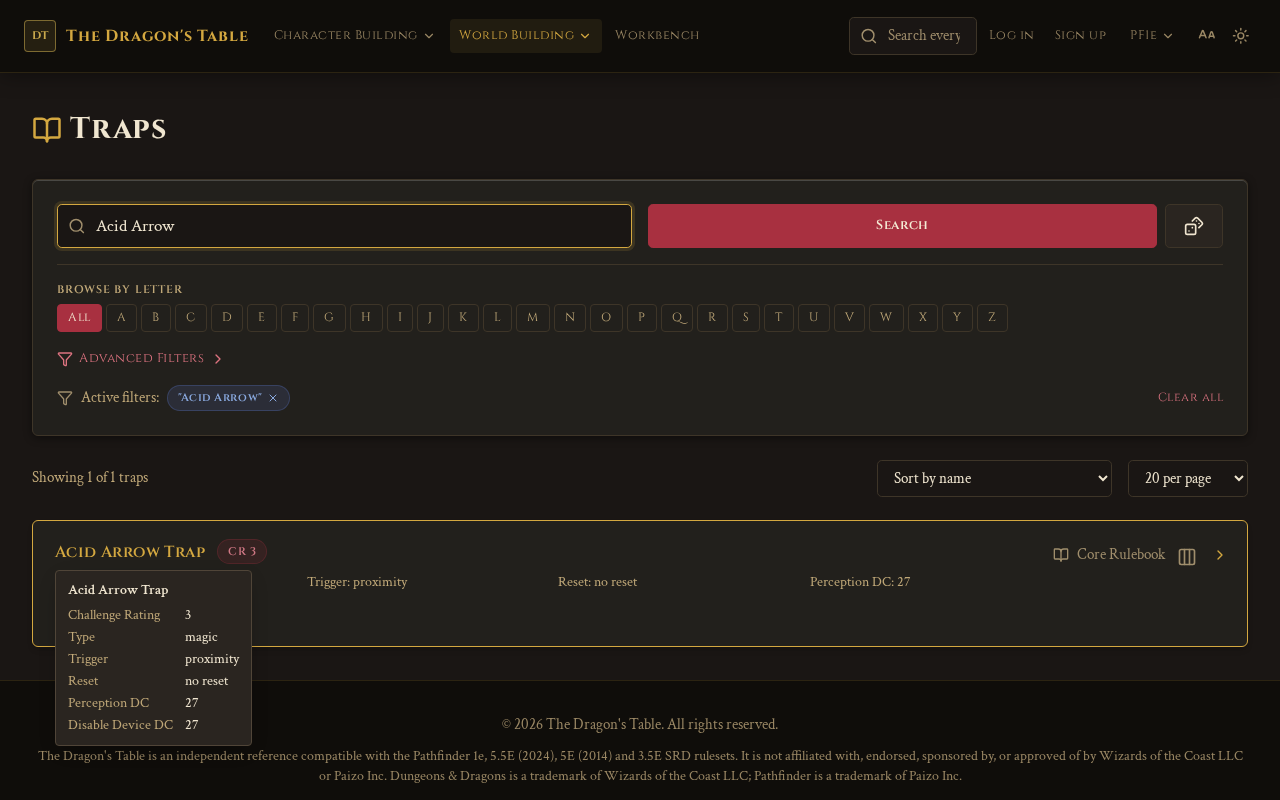 DT The Dragon's Table Character Building World Building Workbench Search every Log in Sign up PF1e AA
Traps
Acid Arrow Search
Browse by letter
All A B C D E F G H I J K L M N O P Q R S T U V W X Y Z
Advanced Filters
Active filters: "Acid Arrow" × Clear all
Showing 1 of 1 traps Sort by name 20 per page
Acid Arrow Trap CR 3 Core Rulebook
Trigger: proximity Reset: no reset Perception DC: 27
Acid Arrow Trap
Challenge Rating 3
Type magic
Trigger proximity
Reset no reset
Perception DC 27
Disable Device DC 27
© 2026 The Dragon's Table. All rights reserved.
The Dragon's Table is an independent reference compatible with the Pathfinder 1e, 5.5E (2024), 5E (2014) and 3.5E SRD rulesets. It is not affiliated with, endorsed, sponsored by, or approved of by Wizards of the Coast LLC
or Paizo Inc. Dungeons & Dragons is a trademark of Wizards of the Coast LLC; Pathfinder is a trademark of Paizo Inc.